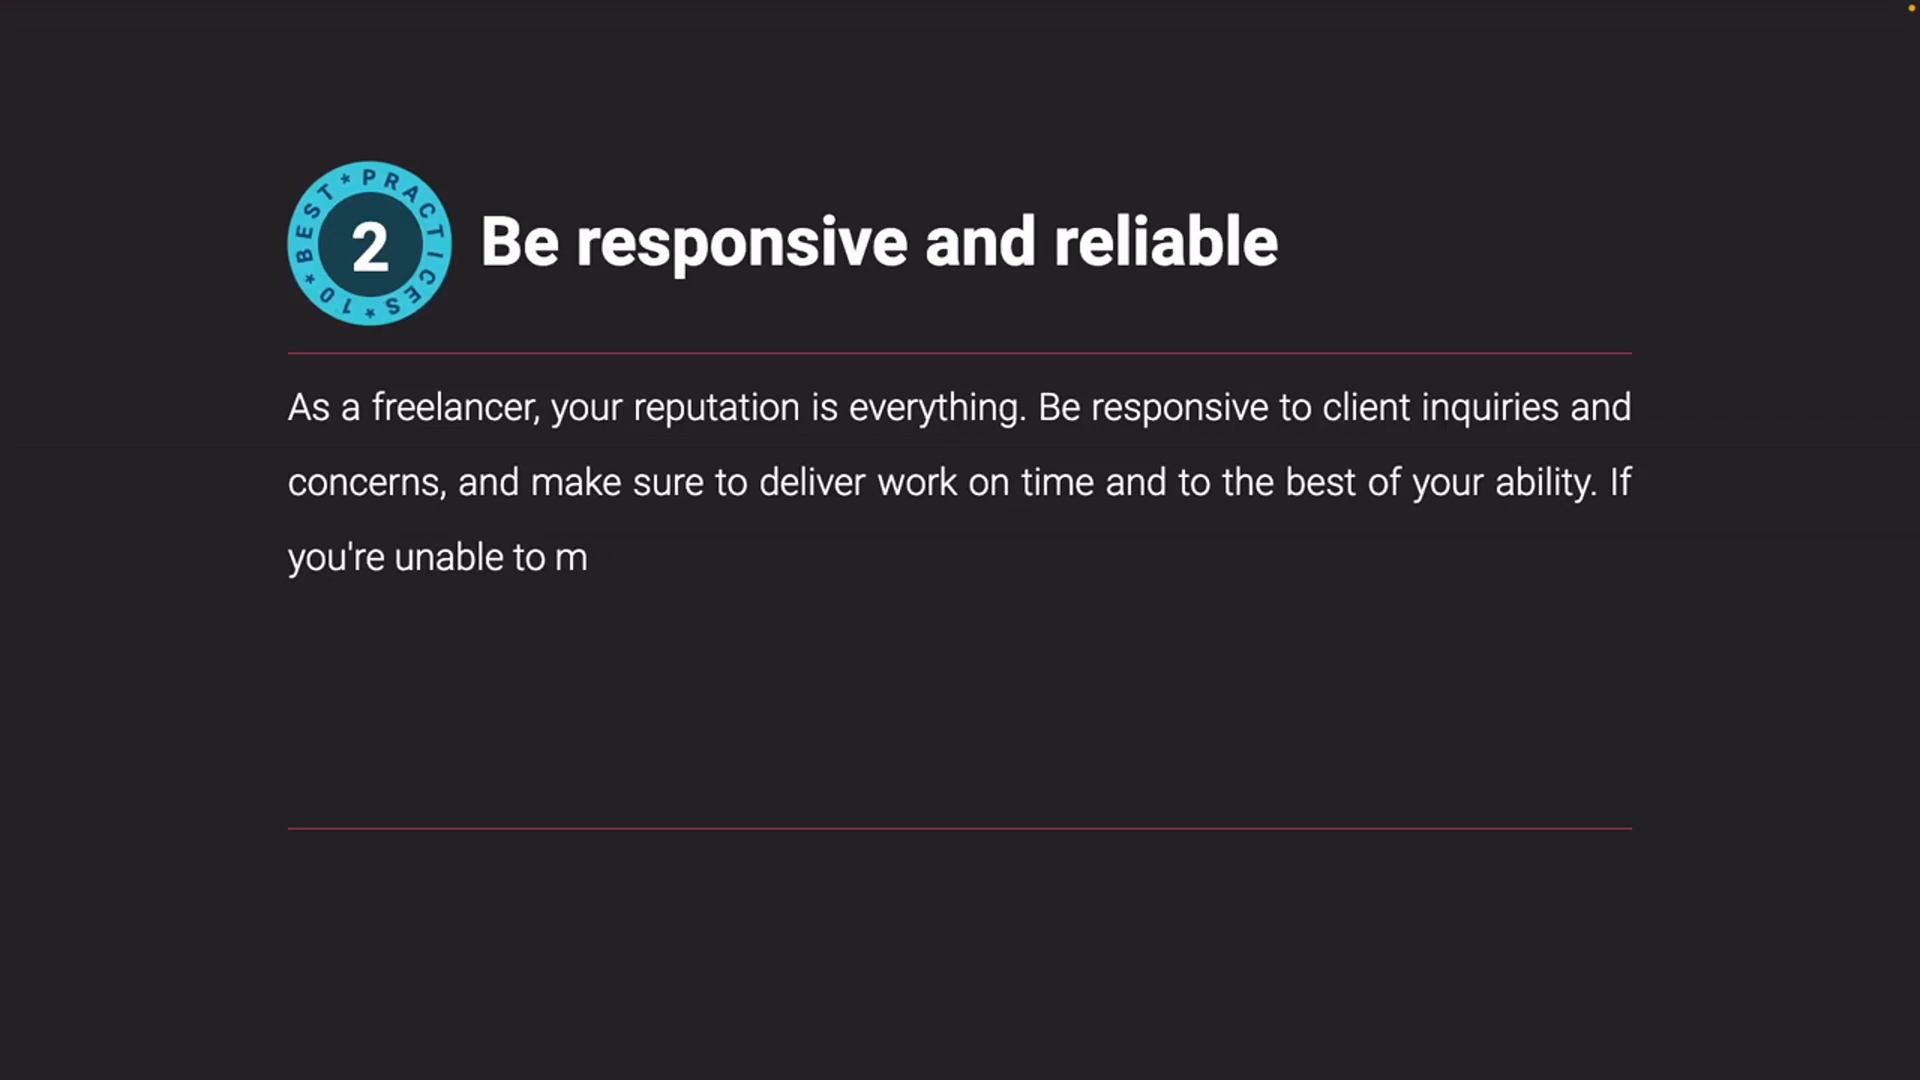 BEST * PRACTICES * 10 *
2
Be responsive and reliable
As a freelancer, your reputation is everything. Be responsive to client inquiries and
concerns, and make sure to deliver work on time and to the best of your ability. If
you're unable to m